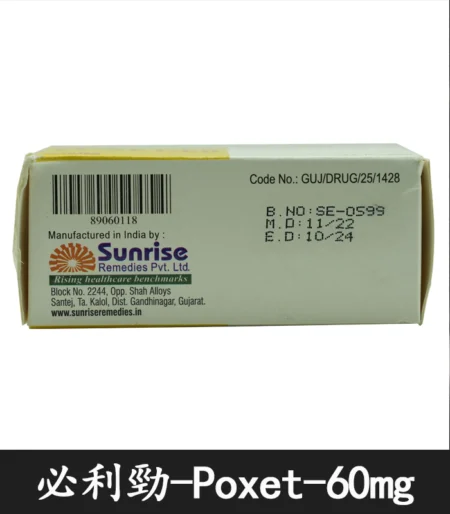 Code No.: GUJ/DRUG/25/1428
89060118
B.NO:SE-0599
M.D:11/22
E.D:10/24
Manufactured in India by :
Sunrise
Remedies Pvt. Ltd.
Rising healthcare benchmarks
Block No. 2244, Opp. Shah Alloys
Santej, Ta. Kalol, Dist. Gandhinagar, Gujarat.
www.sunriseremedies.in
必利勁-Poxet-60mg